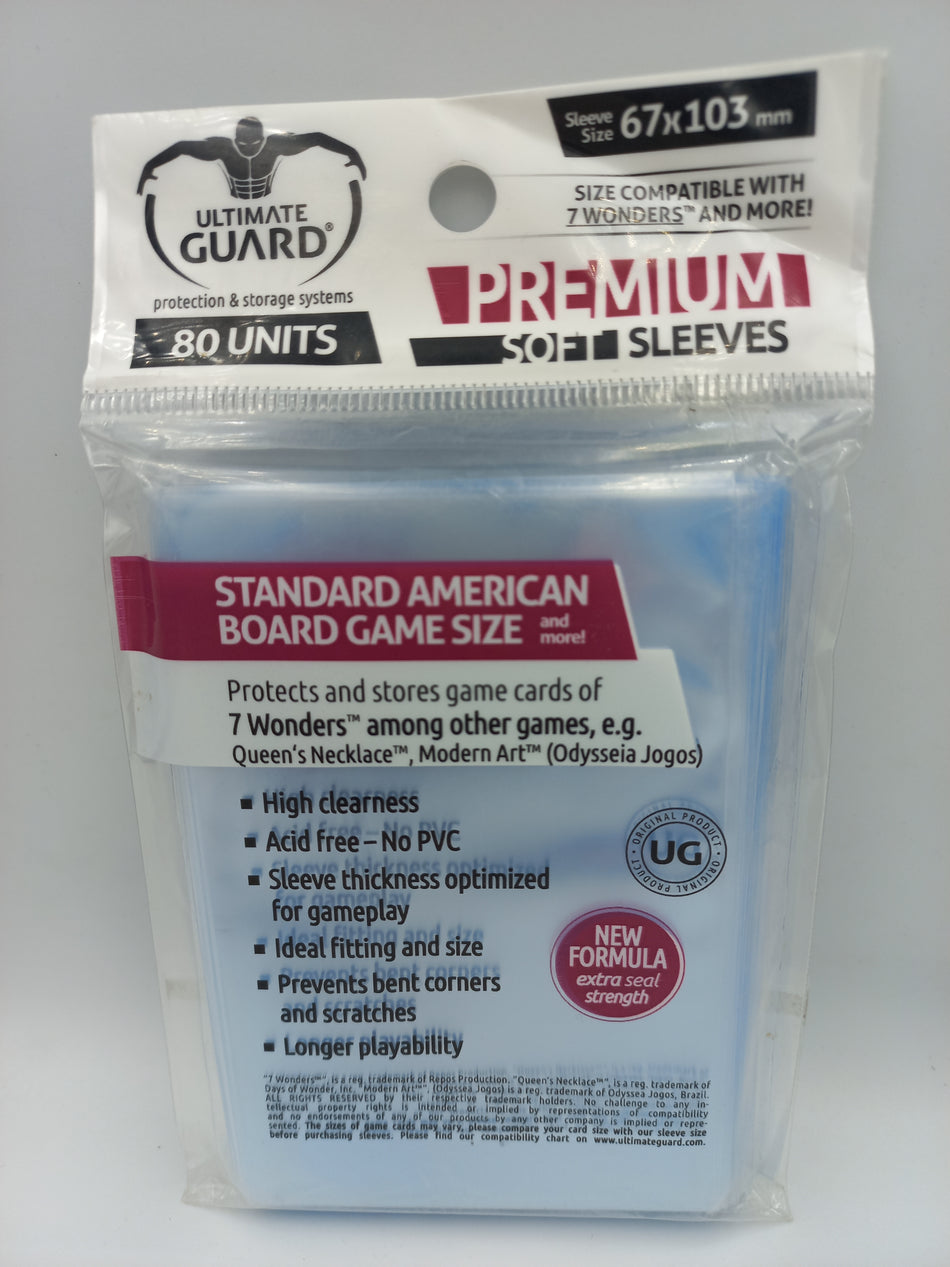 Sleeve Size 67x103 mm
SIZE COMPATIBLE WITH
7 WONDERS™ AND MORE!
ULTIMATE
GUARD®
protection & storage systems
80 UNITS
PREMIUM
SOFT SLEEVES
STANDARD AMERICAN
BOARD GAME SIZE and more!
Protects and stores game cards of
7 Wonders™ among other games, e.g.
Queen's Necklace™, Modern Art™ (Odysseia Jogos)
▪ High clearness
▪ Acid free – No PVC
▪ Sleeve thickness optimized
for gameplay
▪ Ideal fitting and size
▪ Prevents bent corners
and scratches
▪ Longer playability
ORIGINAL PRODUCT • ORIGINAL PRODUCT •
UG
NEW
FORMULA
extra seal
strength
"7 Wonders™", is a reg. trademark of Repos Production. "Queen's Necklace™", is a reg. trademark of
Days of Wonder, Inc. "Modern Art™", (Odyssea Jogos) is a reg. trademark of Odyssea Jogos, Brazil.
ALL RIGHTS RESERVED by their respective trademark holders. No challenge to any in-
tellectual property rights is intended or implied by representations of compatibility
and no endorsements of any of our products by any other company is implied or repre-
sented. The sizes of game cards may vary, please compare your card size with our sleeve size
before purchasing sleeves. Please find our compatibility chart on www.ultimateguard.com.